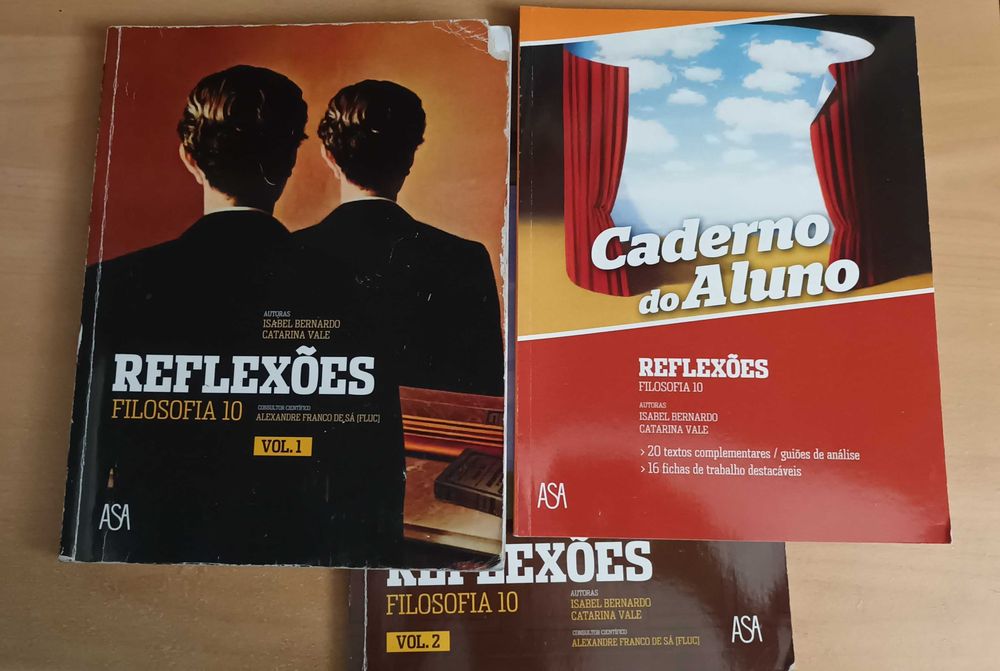 AUTORAS
ISABEL BERNARDO
CATARINA VALE
REFLEXÕES
FILOSOFIA 10
CONSULTOR CIENTÍFICO
ALEXANDRE FRANCO DE SÁ [FLUC]
VOL. 1
ASA
Caderno
do Aluno
REFLEXÕES
FILOSOFIA 10
AUTORAS
ISABEL BERNARDO
CATARINA VALE
> 20 textos complementares / guiões de análise
> 16 fichas de trabalho destacáveis
ASA
REFLEXÕES
FILOSOFIA 10
AUTORAS
ISABEL BERNARDO
CATARINA VALE
VOL. 2
CONSULTOR CIENTÍFICO
ALEXANDRE FRANCO DE SÁ [FLUC]
ASA